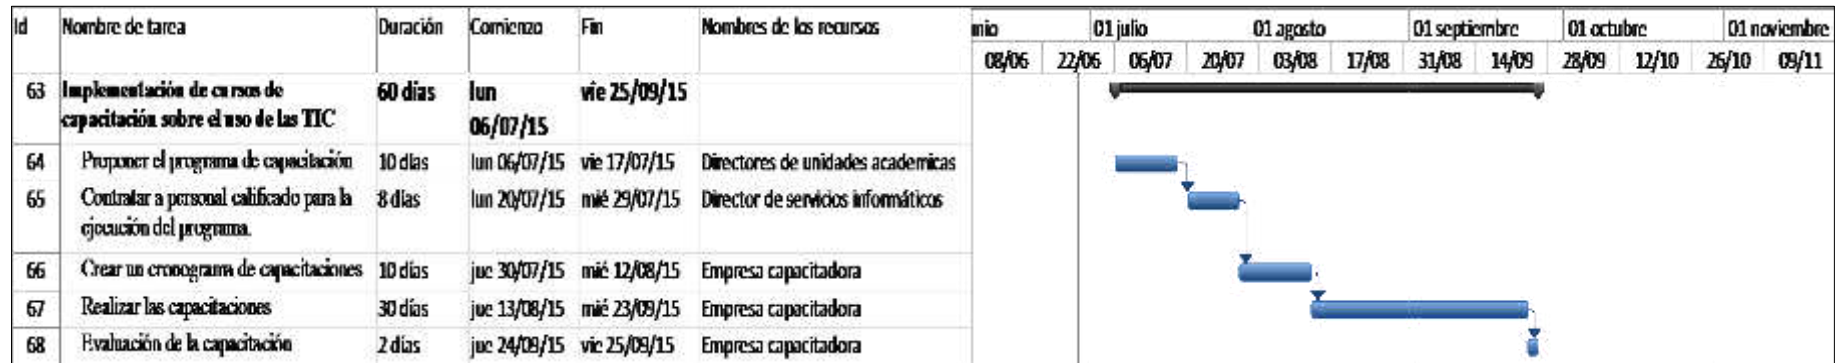 Id Nombre de tarea Duración Comienzo Fin Nombres de los recursos nio 01 julio 01 agosto 01 septiembre 01 octubre 01 noviembre
08/06 22/06 06/07 20/07 03/08 17/08 31/08 14/09 28/09 12/10 26/10 09/11
63 Implementación de cursos de 60 dias lun vie 25/09/15
capacitación sobre el uso de las TIC 06/07/15
64 Proponer el programa de capacitación 10 días lun 06/07/15 vie 17/07/15 Directores de unidades academicas
65 Contratar a personal calificado para la 8 días lun 20/07/15 mié 29/07/15 Director de servicios informáticos
ejecución del programa.
66 Crear un cronograma de capacitaciones 10 días jue 30/07/15 mié 12/08/15 Empresa capacitadora
67 Realizar las capacitaciones 30 días jue 13/08/15 mié 23/09/15 Empresa capacitadora
68 Evaluación de la capacitación 2 días jue 24/09/15 vie 25/09/15 Empresa capacitadora